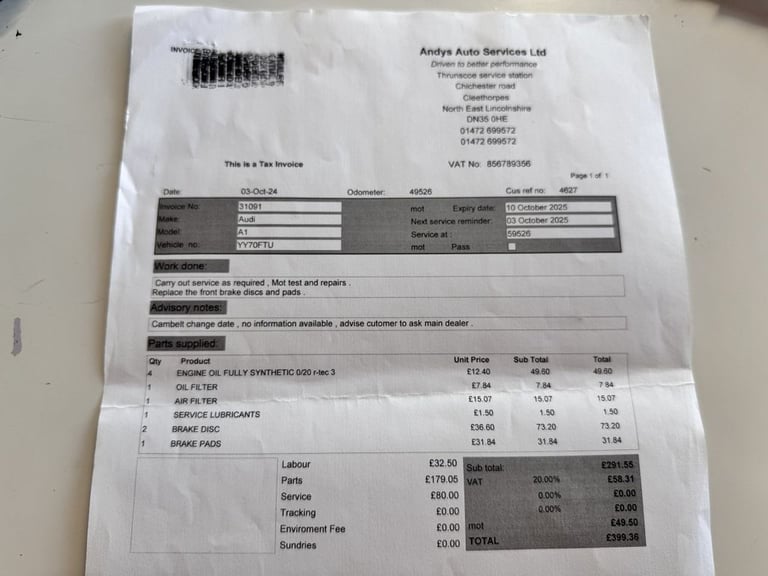 INVOICE TO
Andys Auto Services Ltd
Driven to better performance
Thrunscoe service station
Chichester road
Cleethorpes
North East Lincolnshire
DN35 0HE
01472 699572
01472 699572
This is a Tax Invoice
VAT No: 856789356
Page 1 of 1
Date: 03-Oct-24 Odometer: 49526 Cus ref no: 4627
Invoice No: 31091 mot Expiry date: 10 October 2025
Make: Audi Next service reminder: 03 October 2025
Model: A1 Service at : 59526
Vehicle no: YY70FTU mot Pass
Work done:
Carry out service as required , Mot test and repairs .
Replace the front brake discs and pads .
Advisory notes:
Cambelt change date , no information available , advise cutomer to ask main dealer .
Parts supplied:
Qty Product Unit Price Sub Total Total
4 ENGINE OIL FULLY SYNTHETIC 0/20 r-tec 3 £12.40 49.60 49.60
1 OIL FILTER £7.84 7.84 7.84
1 AIR FILTER £15.07 15.07 15.07
1 SERVICE LUBRICANTS £1.50 1.50 1.50
2 BRAKE DISC £36.60 73.20 73.20
1 BRAKE PADS £31.84 31.84 31.84
Labour £32.50 Sub total: £291.55
Parts £179.05 VAT 20.00% £58.31
Service £80.00 0.00% £0.00
Tracking £0.00 0.00% £0.00
Enviroment Fee £0.00 mot £49.50
Sundries £0.00 TOTAL £399.36